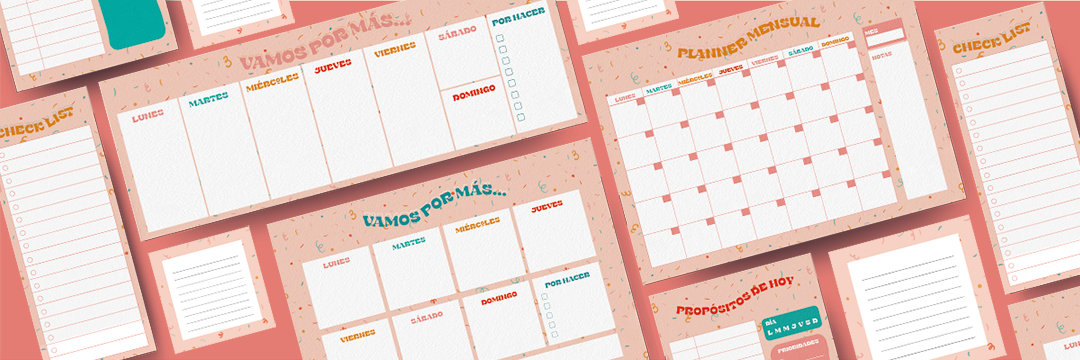 VAMOS POR MÁS...
LUNES
MARTES
MIÉRCOLES
JUEVES
VIERNES
SÁBADO
DOMINGO
POR HACER
PLANNER MENSUAL
LUNES
MARTES
MIÉRCOLES
JUEVES
VIERNES
SÁBADO
DOMINGO
MES
NOTAS
CHECK LIST
CHECK LIST
VAMOS POR MÁS...
LUNES
MARTES
MIÉRCOLES
JUEVES
VIERNES
SÁBADO
DOMINGO
POR HACER
PROPÓSITOS DE HOY
DÍA
L M M J V S D
PRIORIDADES
LU